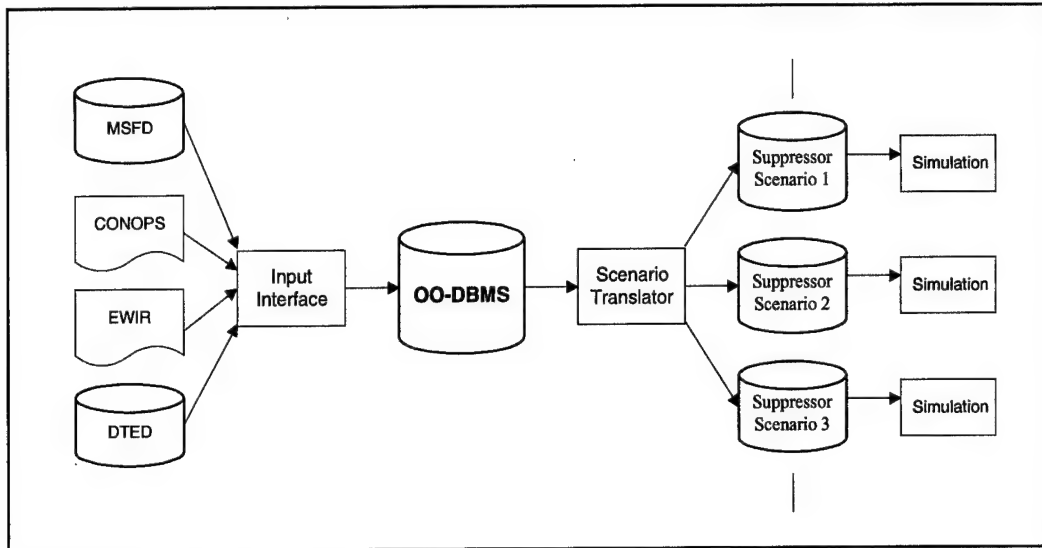 MSFD
CONOPS
EWIR
DTED
Input
Interface
OO-DBMS
Scenario
Translator
Suppressor
Scenario 1
Simulation
Suppressor
Scenario 2
Simulation
Suppressor
Scenario 3
Simulation